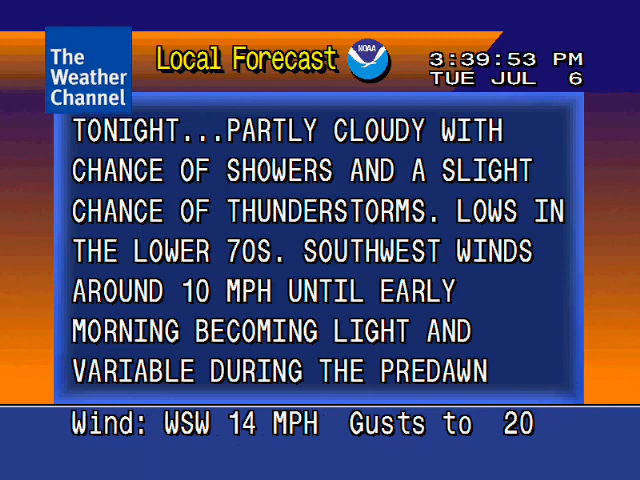 The
Weather
Channel
Local Forecast
NOAA
3:39:53 PM
TUE JUL 6
TONIGHT...PARTLY CLOUDY WITH
CHANCE OF SHOWERS AND A SLIGHT
CHANCE OF THUNDERSTORMS. LOWS IN
THE LOWER 70S. SOUTHWEST WINDS
AROUND 10 MPH UNTIL EARLY
MORNING BECOMING LIGHT AND
VARIABLE DURING THE PREDAWN
Wind: WSW 14 MPH Gusts to 20